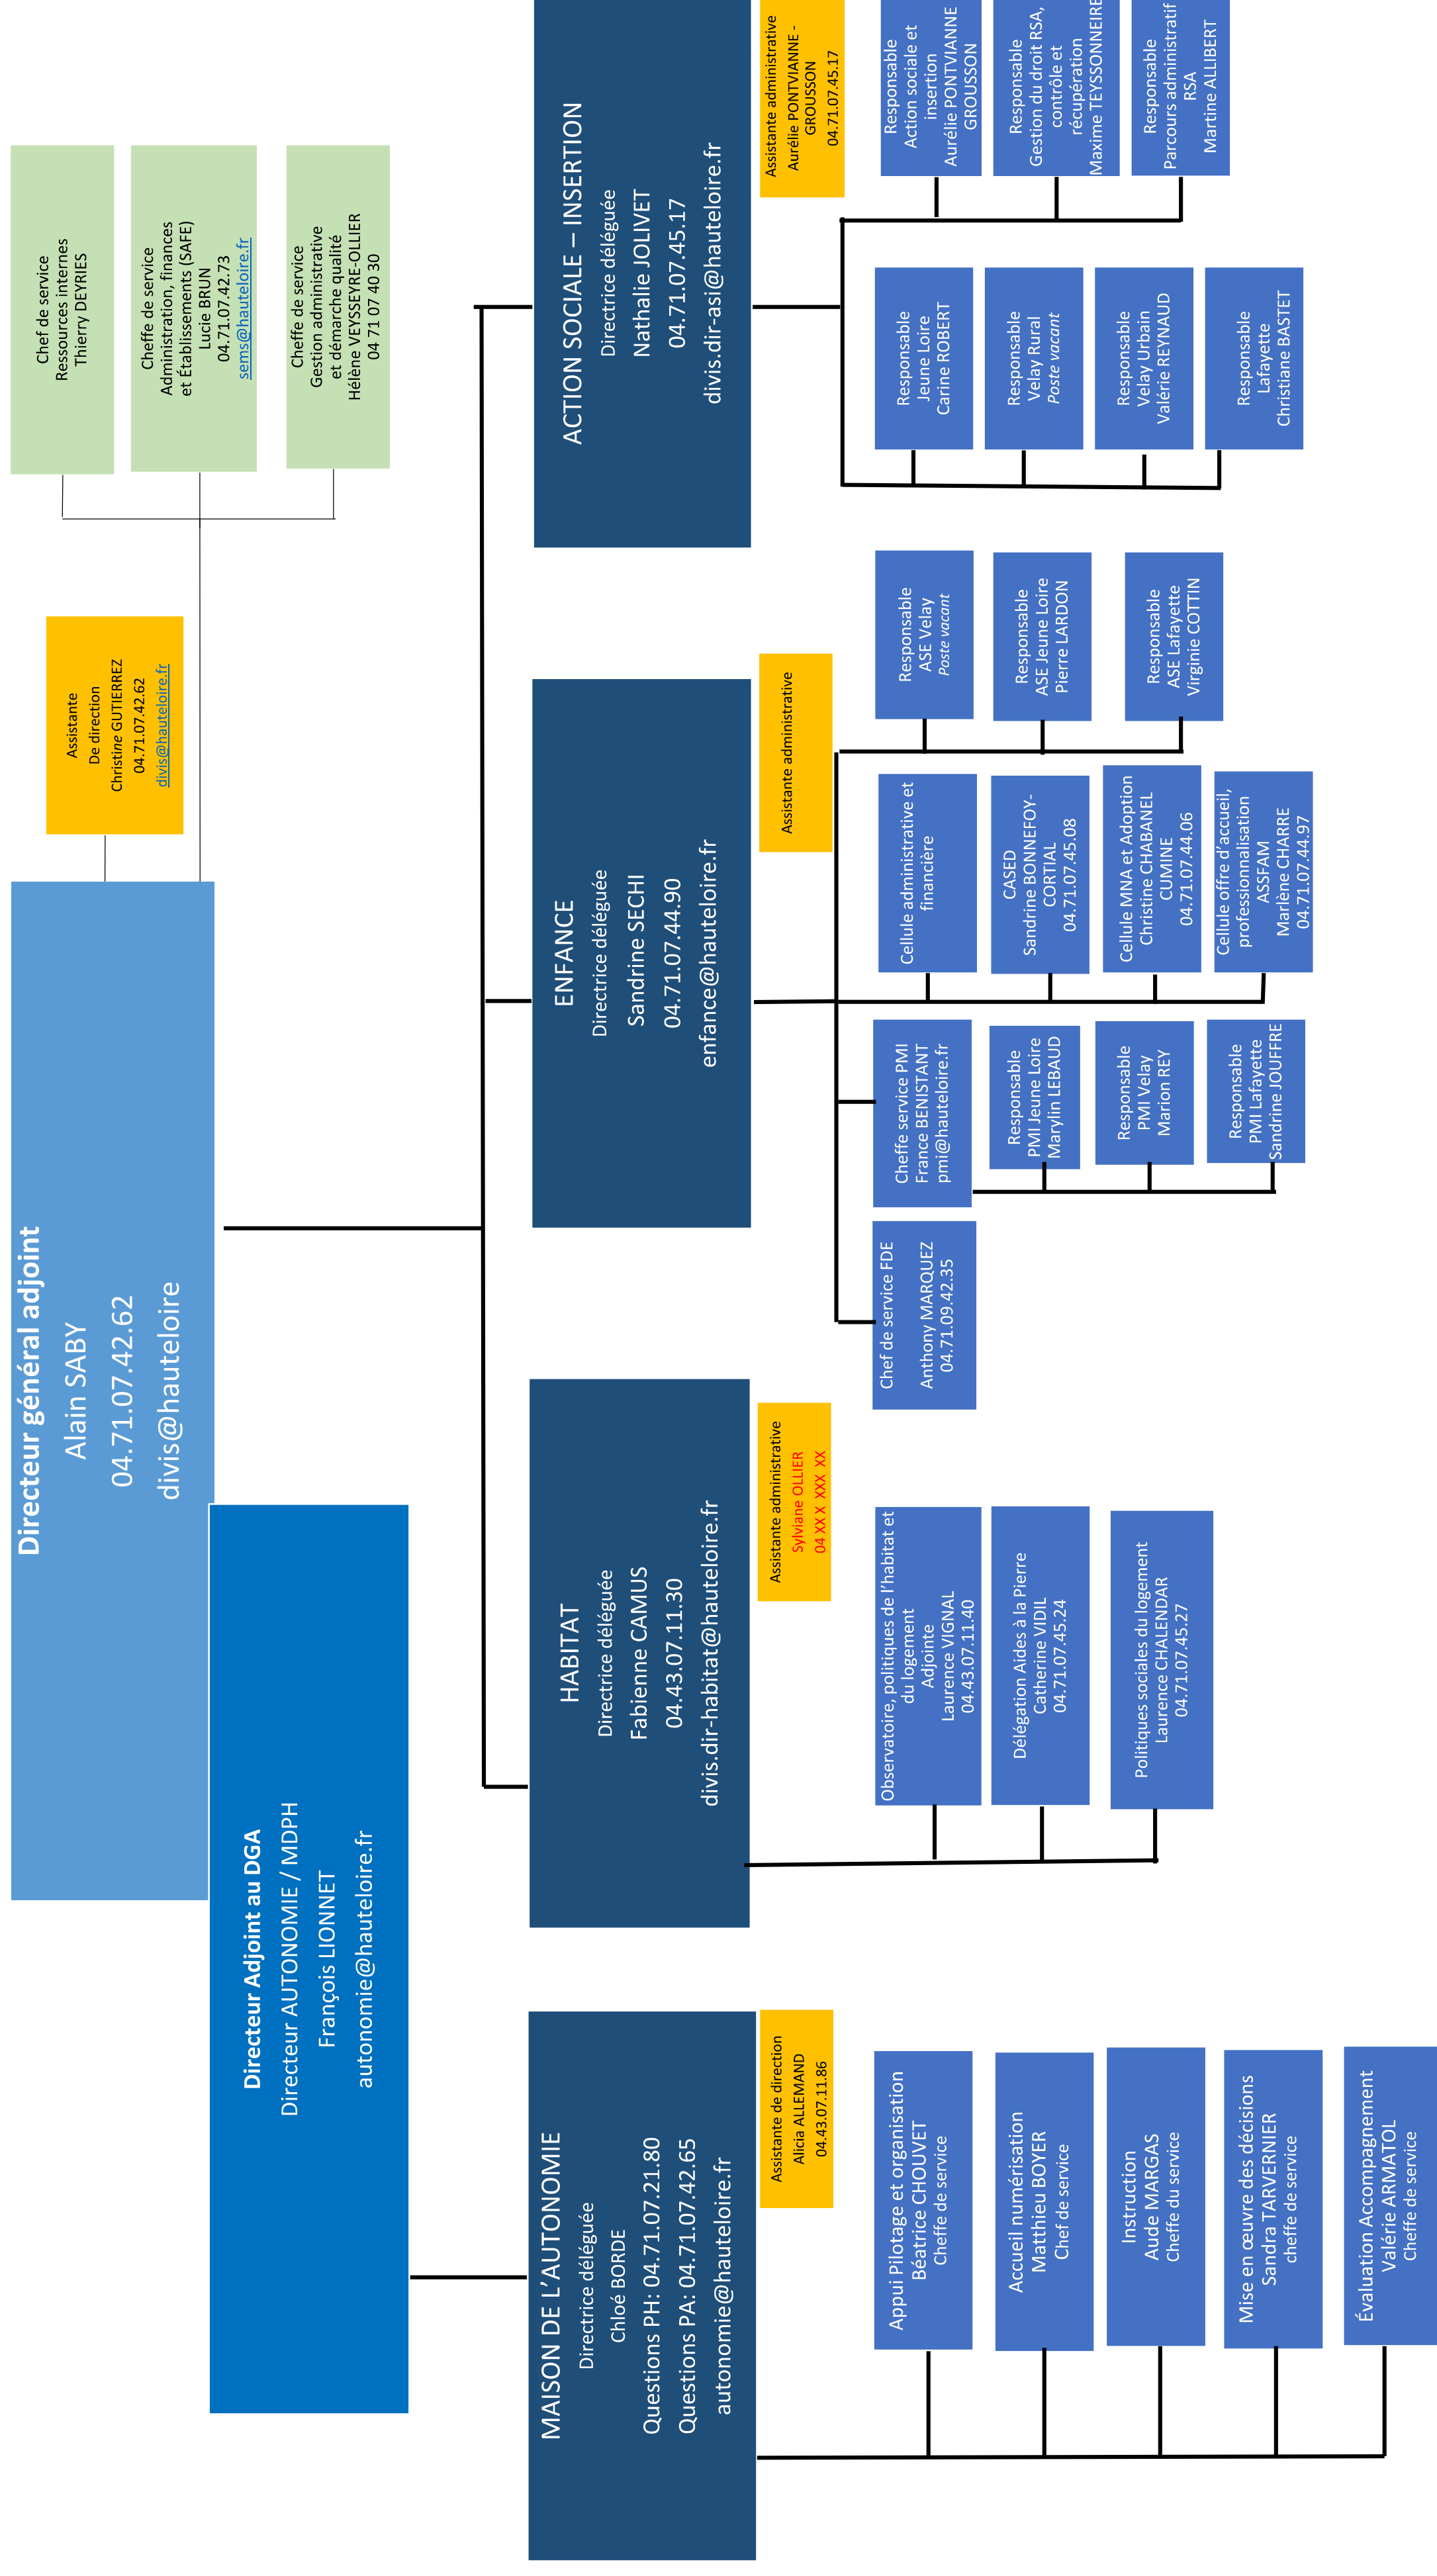 Directeur général adjoint
Alain SABY
04.71.07.42.62
divis@hauteloire
Assistante
De direction
Christine GUTIERREZ
04.71.07.42.62
divis@hauteloire.fr
Chef de service
Ressources internes
Thierry DEYRIES
Cheffe de service
Administration, finances
et Établissements (SAFE)
Lucie BRUN
04.71.07.42.73
sems@hauteloire.fr
Cheffe de service
Gestion administrative
et démarche qualité
Hélène VEYSSEYRE-OLLIER
04 71 07 40 30
Directeur Adjoint au DGA
Directeur AUTONOMIE / MDPH
François LIONNET
autonomie@hauteloire.fr
MAISON DE L’AUTONOMIE
Directrice déléguée
Chloé BORDE
Questions PH: 04.71.07.21.80
Questions PA: 04.71.07.42.65
autonomie@hauteloire.fr
Assistante de direction
Alicia ALLEMAND
04.43.07.11.86
Appui Pilotage et organisation
Béatrice CHOUVET
Cheffe de service
Accueil numérisation
Matthieu BOYER
Chef de service
Instruction
Aude MARGAS
Cheffe du service
Mise en œuvre des décisions
Sandra TARVERNIER
cheffe de service
Évaluation Accompagnement
Valérie ARMATOL
Cheffe de service
HABITAT
Directrice déléguée
Fabienne CAMUS
04.43.07.11.30
divis.dir-habitat@hauteloire.fr
Assistante administrative
Sylviane OLLIER
04 XX X XXX XX
Observatoire, politiques de l’habitat et
du logement
Adjointe
Laurence VIGNAL
04.43.07.11.40
Délégation Aides à la Pierre
Catherine VIDIL
04.71.07.45.24
Politiques sociales du logement
Laurence CHALENDAR
04.71.07.45.27
ENFANCE
Directrice déléguée
Sandrine SECHI
04.71.07.44.90
enfance@hauteloire.fr
Assistante administrative
Chef de service FDE
Anthony MARQUEZ
04.71.09.42.35
Cheffe service PMI
France BENISTANT
pmi@hauteloire.fr
Responsable
PMI Jeune Loire
Marylin LEBAUD
Responsable
PMI Velay
Marion REY
Responsable
PMI Lafayette
Sandrine JOUFFRE
Cellule administrative et
financière
CASED
Sandrine BONNEFOY-
CORTIAL
04.71.07.45.08
Cellule MNA et Adoption
Christine CHABANEL
CUMINE
04.71.07.44.06
Cellule offre d’accueil,
professionnalisation
ASSFAM
Marlène CHARRE
04.71.07.44.97
Responsable
ASE Velay
Poste vacant
Responsable
ASE Jeune Loire
Pierre LARDON
Responsable
ASE Lafayette
Virginie COTTIN
ACTION SOCIALE – INSERTION
Directrice déléguée
Nathalie JOLIVET
04.71.07.45.17
divis.dir-asi@hauteloire.fr
Assistante administrative
Aurélie PONTVIANNE -
GROUSSON
04.71.07.45.17
Responsable
Jeune Loire
Carine ROBERT
Responsable
Velay Rural
Poste vacant
Responsable
Velay Urbain
Valérie REYNAUD
Responsable
Lafayette
Christiane BASTET
Responsable
Action sociale et
insertion
Aurélie PONTVIANNE
GROUSSON
Responsable
Gestion du droit RSA,
contrôle et
récupération
Maxime TEYSSONNEIRE
Responsable
Parcours administratif
RSA
Martine ALLIBERT